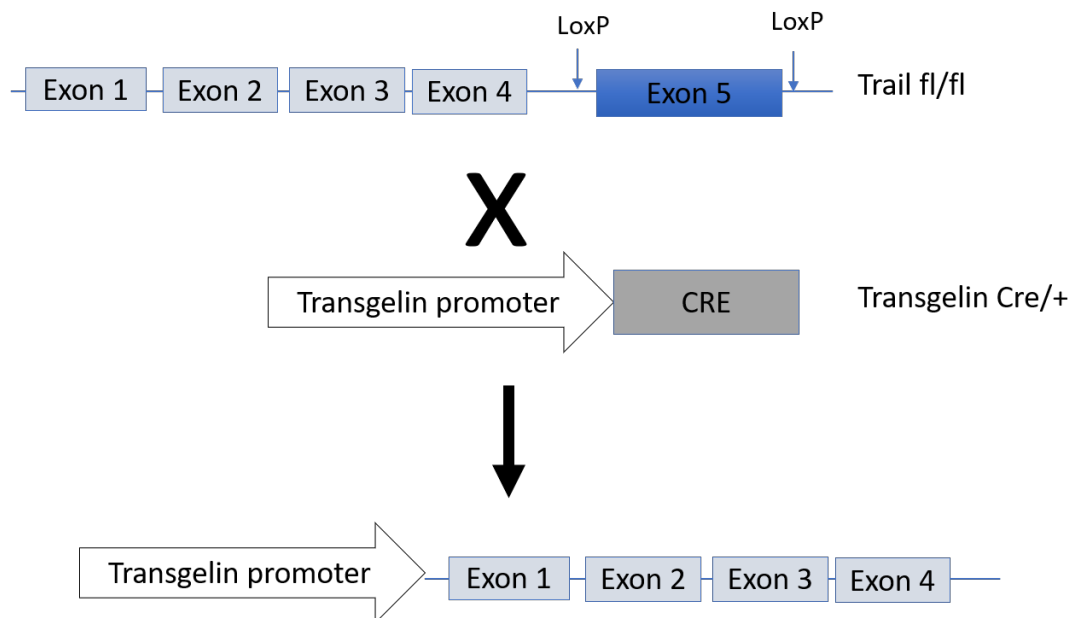 LoxP
LoxP
Exon 1 Exon 2 Exon 3 Exon 4 Exon 5 Trail fl/fl
X
Transgelin promoter CRE Transgelin Cre/+
Transgelin promoter Exon 1 Exon 2 Exon 3 Exon 4